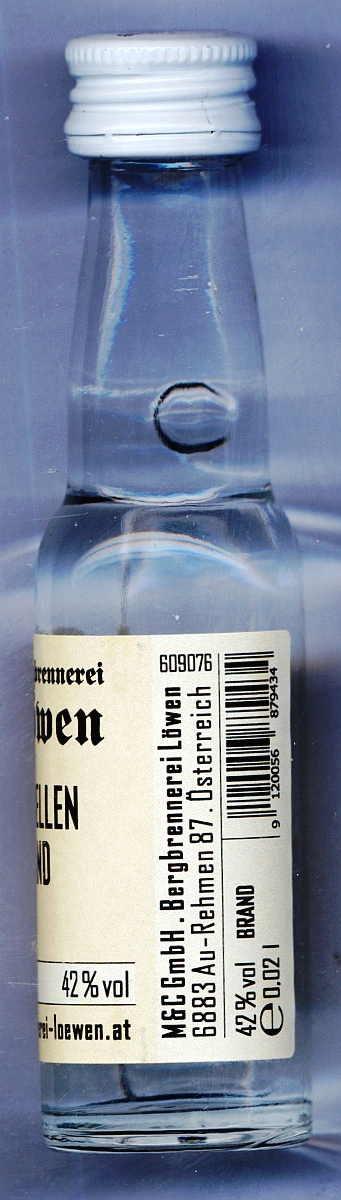 brennerei
wen
ELLEN
ND
42%vol
rei-loewen.at
609076
M&C GmbH . Bergbrennerei Löwen
6883 Au-Rehmen 87 . Österreich
9 120056 879434
42%vol BRAND
℮ 0.02 l